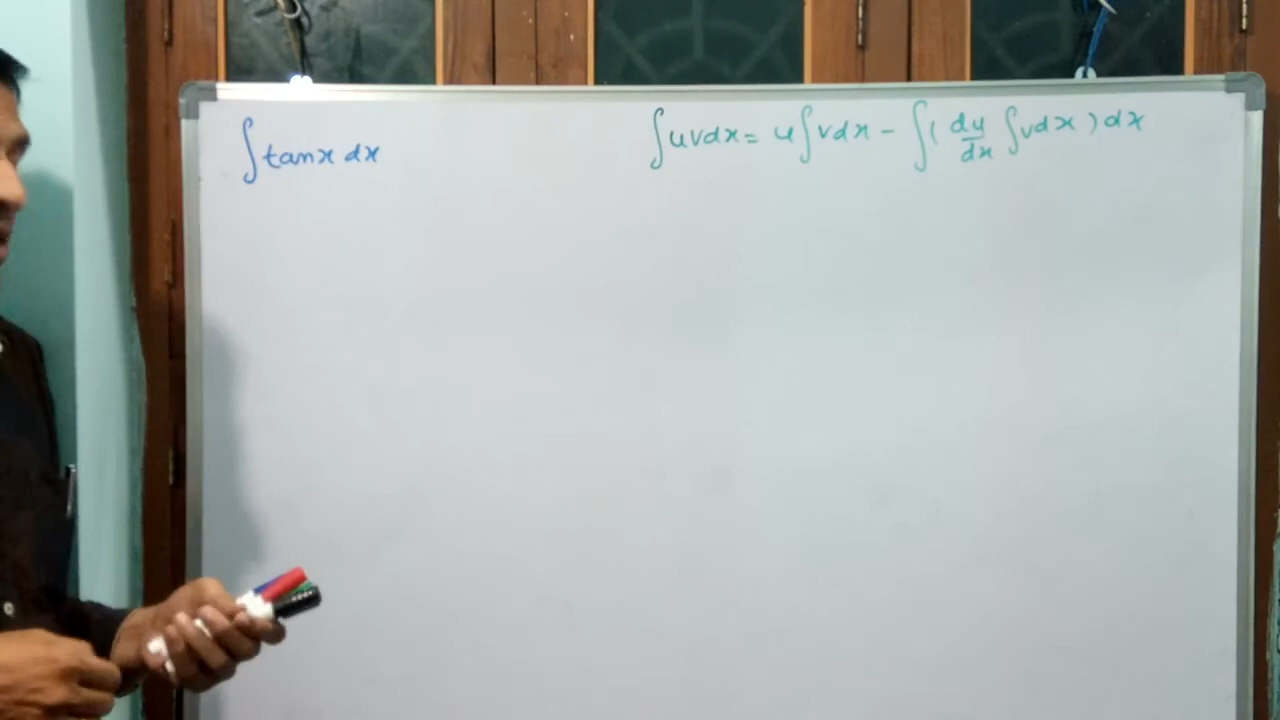 ∫tanx dx
∫uvdx = u∫vdx - ∫( du/dx ∫vdx ) dx